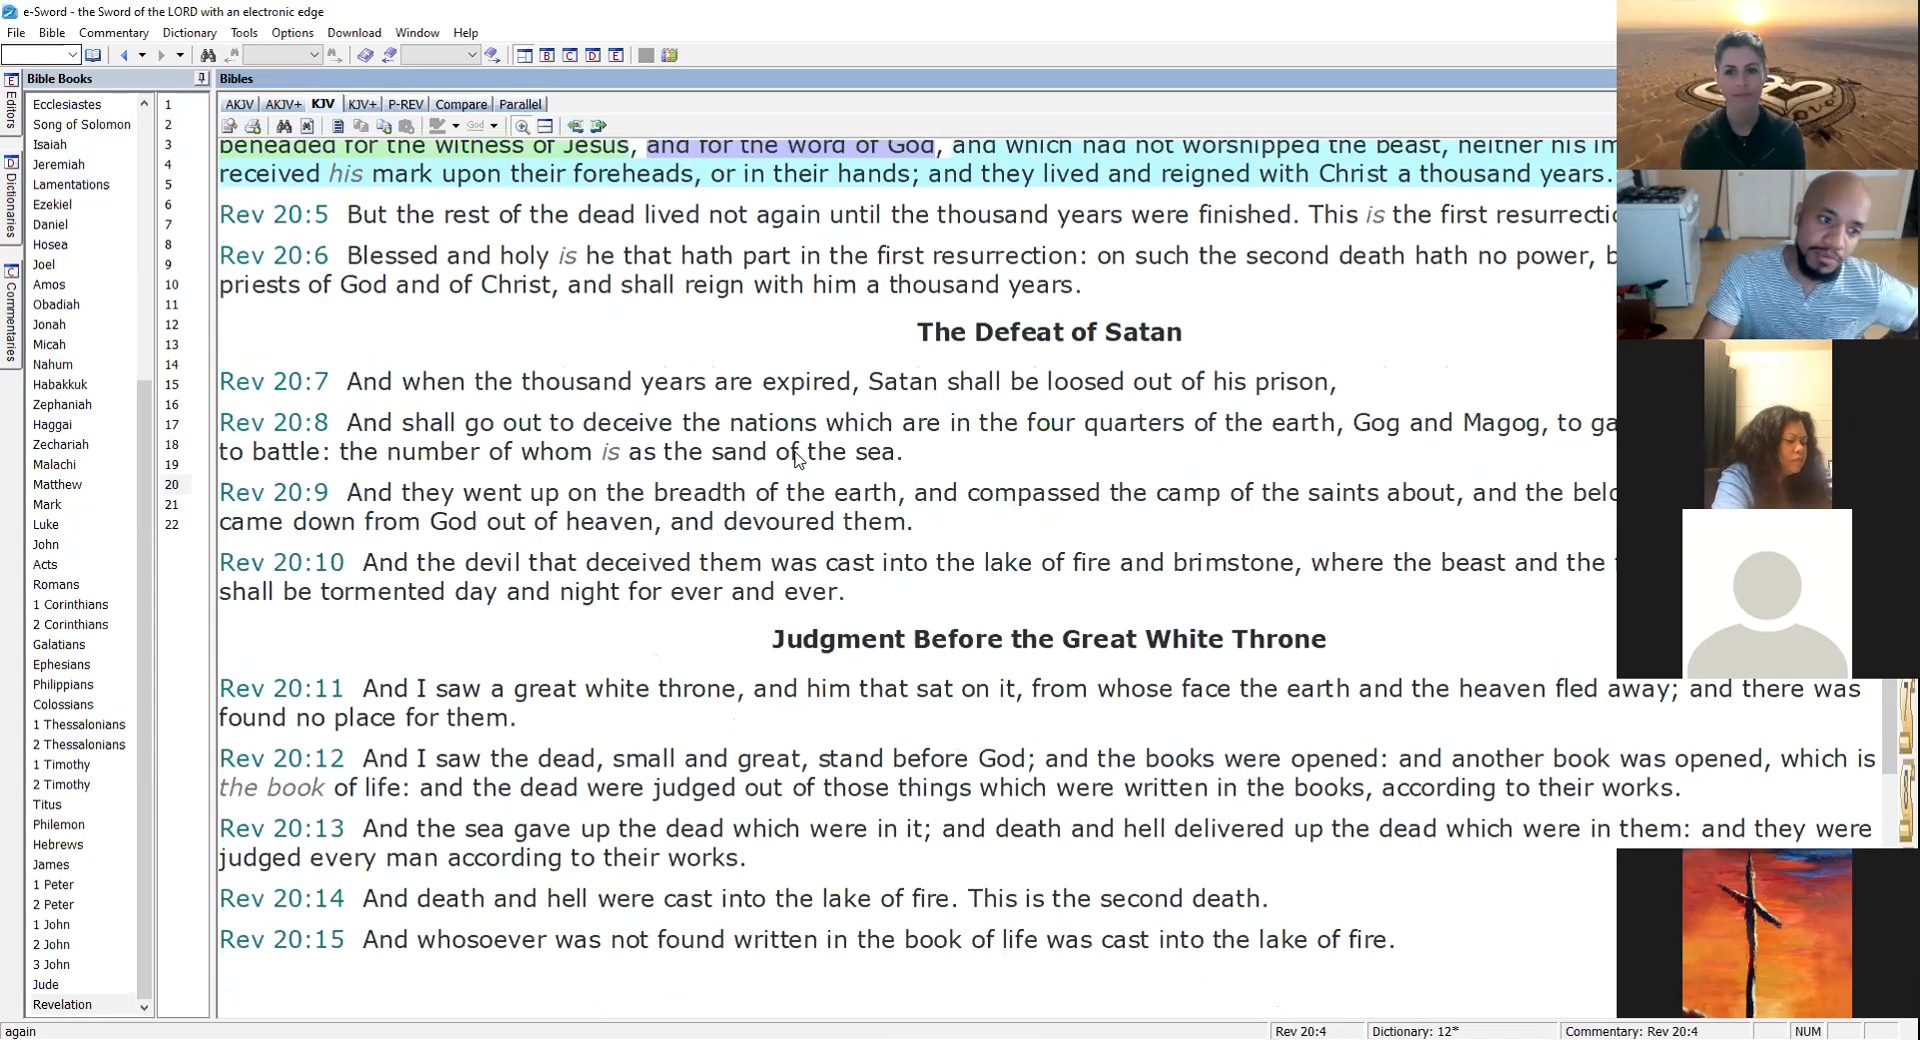 e-Sword - the Sword of the LORD with an electronic edge
File Bible Commentary Dictionary Tools Options Download Window Help
B C D E
Bible Books
Bibles
AKJV AKJV+ KJV KJV+ P-REV Compare Parallel
God
E Editors
D Dictionaries
C Commentaries
Ecclesiastes
Song of Solomon
Isaiah
Jeremiah
Lamentations
Ezekiel
Daniel
Hosea
Joel
Amos
Obadiah
Jonah
Micah
Nahum
Habakkuk
Zephaniah
Haggai
Zechariah
Malachi
Matthew
Mark
Luke
John
Acts
Romans
1 Corinthians
2 Corinthians
Galatians
Ephesians
Philippians
Colossians
1 Thessalonians
2 Thessalonians
1 Timothy
2 Timothy
Titus
Philemon
Hebrews
James
1 Peter
2 Peter
1 John
2 John
3 John
Jude
Revelation
1
2
3
4
5
6
7
8
9
10
11
12
13
14
15
16
17
18
19
20
21
22
beheaded for the witness of Jesus, and for the word of God, and which had not worshipped the beast, neither his im
received his mark upon their foreheads, or in their hands; and they lived and reigned with Christ a thousand years.
Rev 20:5 But the rest of the dead lived not again until the thousand years were finished. This is the first resurrecti
Rev 20:6 Blessed and holy is he that hath part in the first resurrection: on such the second death hath no power, b
priests of God and of Christ, and shall reign with him a thousand years.
The Defeat of Satan
Rev 20:7 And when the thousand years are expired, Satan shall be loosed out of his prison,
Rev 20:8 And shall go out to deceive the nations which are in the four quarters of the earth, Gog and Magog, to ga
to battle: the number of whom is as the sand of the sea.
Rev 20:9 And they went up on the breadth of the earth, and compassed the camp of the saints about, and the belo
came down from God out of heaven, and devoured them.
Rev 20:10 And the devil that deceived them was cast into the lake of fire and brimstone, where the beast and the
shall be tormented day and night for ever and ever.
Judgment Before the Great White Throne
Rev 20:11 And I saw a great white throne, and him that sat on it, from whose face the earth and the heaven fled away; and there was
found no place for them.
Rev 20:12 And I saw the dead, small and great, stand before God; and the books were opened: and another book was opened, which is
the book of life: and the dead were judged out of those things which were written in the books, according to their works.
Rev 20:13 And the sea gave up the dead which were in it; and death and hell delivered up the dead which were in them: and they were
judged every man according to their works.
Rev 20:14 And death and hell were cast into the lake of fire. This is the second death.
Rev 20:15 And whosoever was not found written in the book of life was cast into the lake of fire.
again
Rev 20:4 Dictionary: 12* Commentary: Rev 20:4 NUM